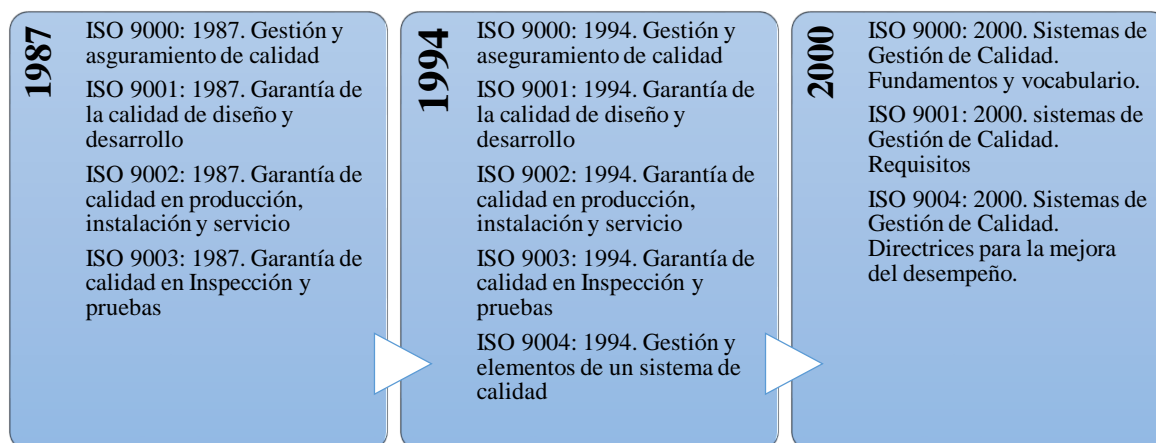 1987
ISO 9000: 1987. Gestión y
asguramiento de calidad
ISO 9001: 1987. Garantía de
la calidad de diseño y
desarrollo
ISO 9002: 1987. Garantía de
calidad en producción,
instalación y servicio
ISO 9003: 1987. Garantía de
calidad en Inspección y
pruebas
1994
ISO 9000: 1994. Gestión y
aseguramiento de calidad
ISO 9001: 1994. Garantía de
la calidad de diseño y
desarrollo
ISO 9002: 1994. Garantía de
calidad en producción,
instalación y servicio
ISO 9003: 1994. Garantía de
calidad en Inspección y
pruebas
ISO 9004: 1994. Gestión y
elementos de un sistema de
calidad
2000
ISO 9000: 2000. Sistemas de
Gestión de Calidad.
Fundamentos y vocabulario.
ISO 9001: 2000. sistemas de
Gestión de Calidad.
Requisitos
ISO 9004: 2000. Sistemas de
Gestión de Calidad.
Directrices para la mejora
del desempeño.